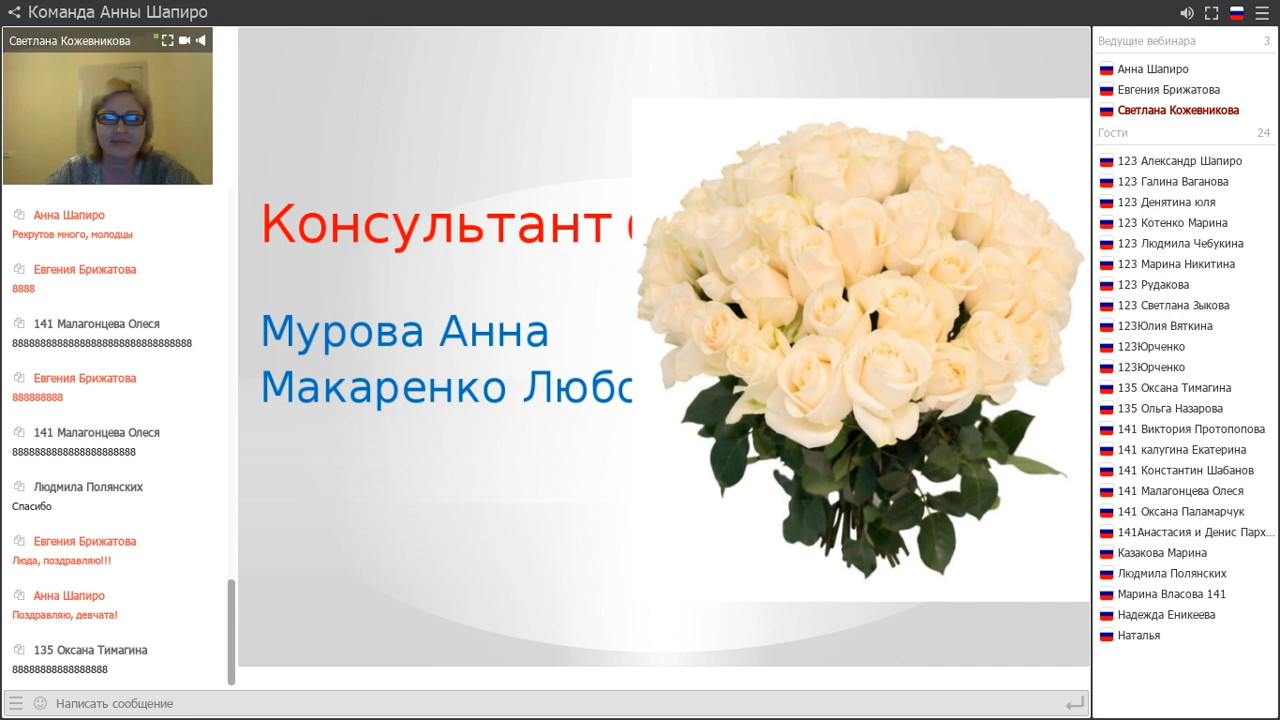 Команда Анны Шапиро
Светлана Кожевникова
Анна Шапиро
Рекрутов много, молодцы
Евгения Брижатова
8888
141 Малагонцева Олеся
Евгения Брижатова
888888888
141 Малагонцева Олеся
Людмила Полянских
Спасибо
Евгения Брижатова
Люда, поздравляю!!!
Анна Шапиро
Поздравляю, девчата!
135 Оксана Тимагина
Написать сообщение
Консультант
Мурова Анна
Макаренко Любо
Ведущие вебинара 3
Анна Шапиро
Евгения Брижатова
Светлана Кожевникова
Гости 24
123 Александр Шапиро
123 Галина Ваганова
123 Денятина юля
123 Котенко Марина
123 Людмила Чебукина
123 Марина Никитина
123 Рудакова
123 Светлана Зыкова
123Юлия Вяткина
123Юрченко
123Юрченко
135 Оксана Тимагина
135 Ольга Назарова
141 Виктория Протопопова
141 калугина Екатерина
141 Константин Шабанов
141 Малагонцева Олеся
141 Оксана Паламарчук
141Анастасия и Денис Парх...
Казакова Марина
Людмила Полянских
Марина Власова 141
Надежда Еникеева
Наталья